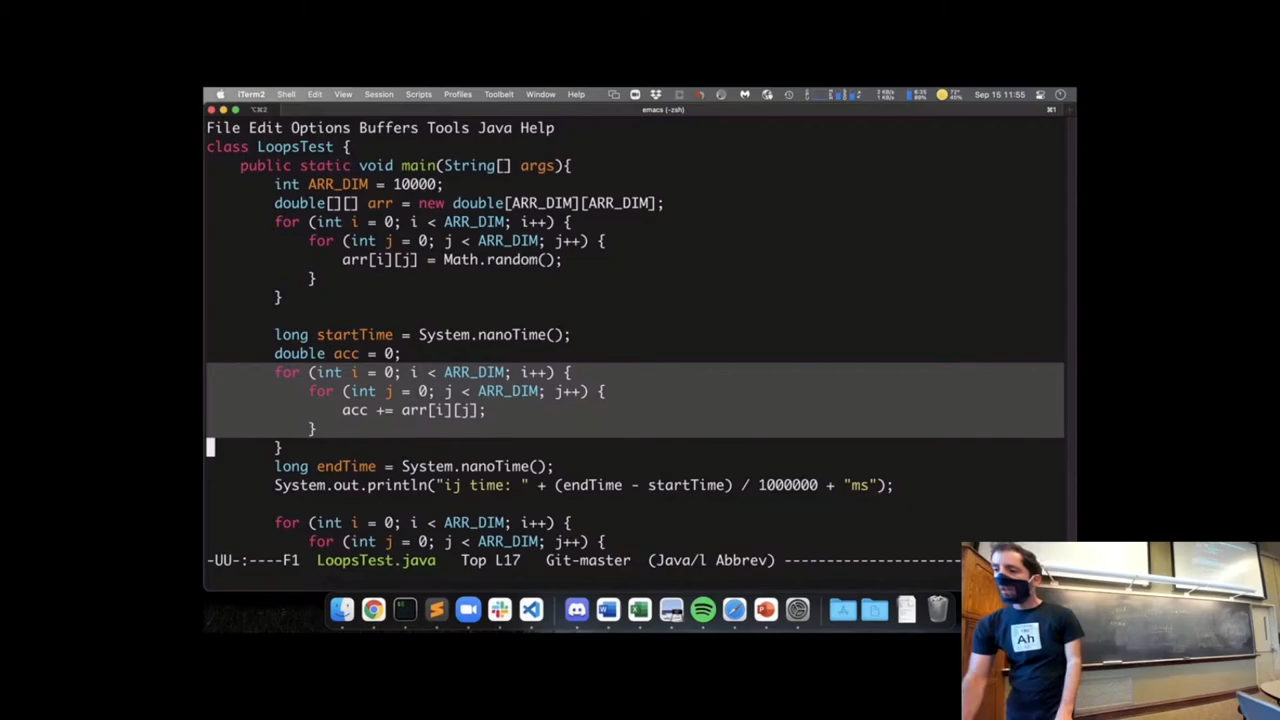 iTerm2 Shell Edit View Session Scripts Profiles Toolbelt Window Help Sep 15 11:55
emacs (-zsh)
File Edit Options Buffers Tools Java Help
class LoopsTest {
public static void main(String[] args){
int ARR_DIM = 10000;
double[][] arr = new double[ARR_DIM][ARR_DIM];
for (int i = 0; i < ARR_DIM; i++) {
for (int j = 0; j < ARR_DIM; j++) {
arr[i][j] = Math.random();
}
}
long startTime = System.nanoTime();
double acc = 0;
for (int i = 0; i < ARR_DIM; i++) {
for (int j = 0; j < ARR_DIM; j++) {
acc += arr[i][j];
}
}
long endTime = System.nanoTime();
System.out.println("ij time: " + (endTime - startTime) / 1000000 + "ms");
for (int i = 0; i < ARR_DIM; i++) {
for (int j = 0; j < ARR_DIM; j++) {
-UU-:----F1 LoopsTest.java Top L17 Git-master (Java/l Abbrev) ---------------------
Ah